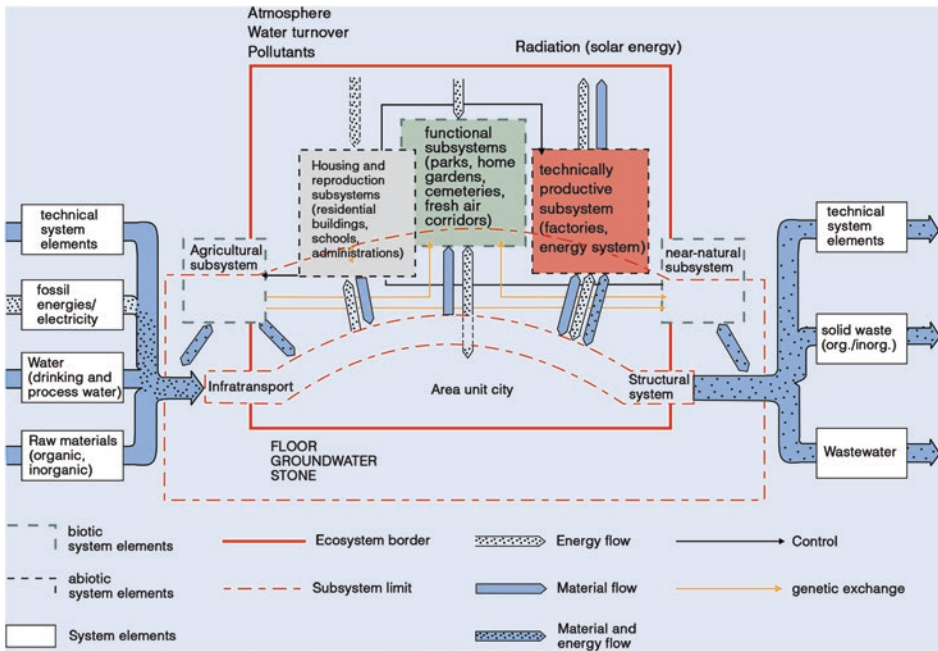 Atmosphere
Water turnover
Pollutants
Radiation (solar energy)
functional
subsystems
(parks, home
gardens,
cemeteries,
fresh air
corridors)
Housing and
reproduction
subsystems
(residential
buildings,
schools,
administrations)
technically
productive
subsystem
(factories,
energy system)
technical
system
elements
Agricultural
subsystem
near-natural
subsystem
technical
system
elements
fossil
energies/
electricity
solid waste
(org./inorg.)
Water
(drinking and
process water)
Infratransport
Area unit city
Structural
system
Raw materials
(organic,
inorganic)
Wastewater
FLOOR
GROUNDWATER
STONE
biotic
system elements
Ecosystem border
Energy flow
Control
abiotic
system elements
Subsystem limit
Material flow
genetic exchange
System elements
Material and
energy flow